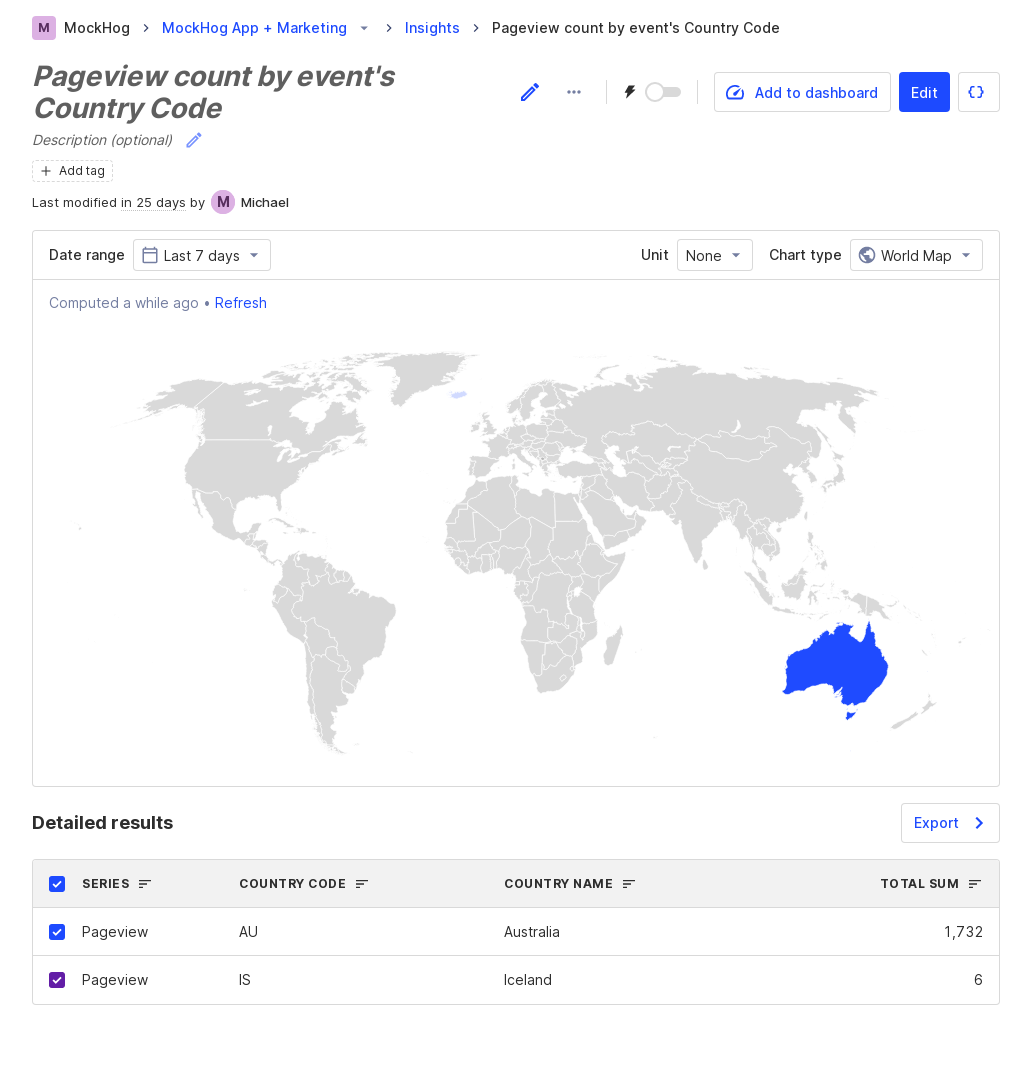 M MockHog MockHog App + Marketing Insights Pageview count by event's Country Code
Pageview count by event's
Country Code
Add to dashboard Edit
Description (optional)
Add tag
Last modified in 25 days by M Michael
Date range Last 7 days Unit None Chart type World Map
Computed a while ago • Refresh
Detailed results
Export
SERIES COUNTRY CODE COUNTRY NAME TOTAL SUM
Pageview AU Australia 1,732
Pageview IS Iceland 6